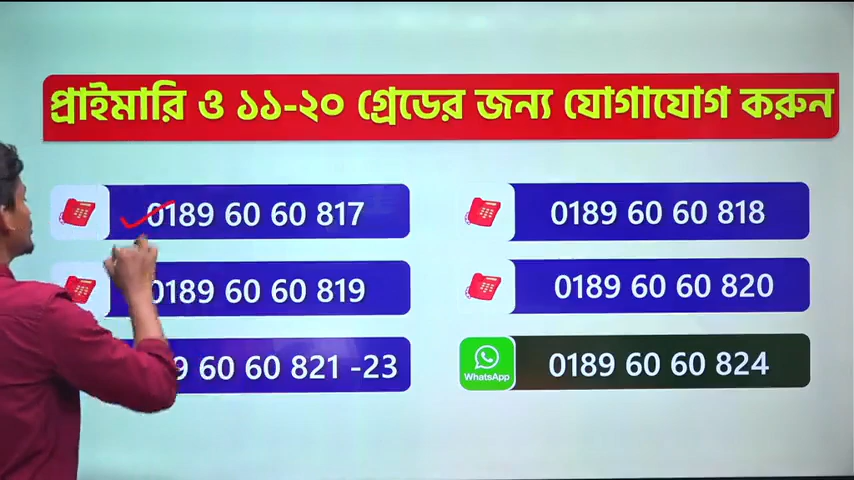 প্রাইমারি ও ১১-২০ গ্রেডের জন্য যোগাযোগ করুন
0189 60 60 817
0189 60 60 818
0189 60 60 819
0189 60 60 820
9 60 60 821 -23
WhatsApp
0189 60 60 824